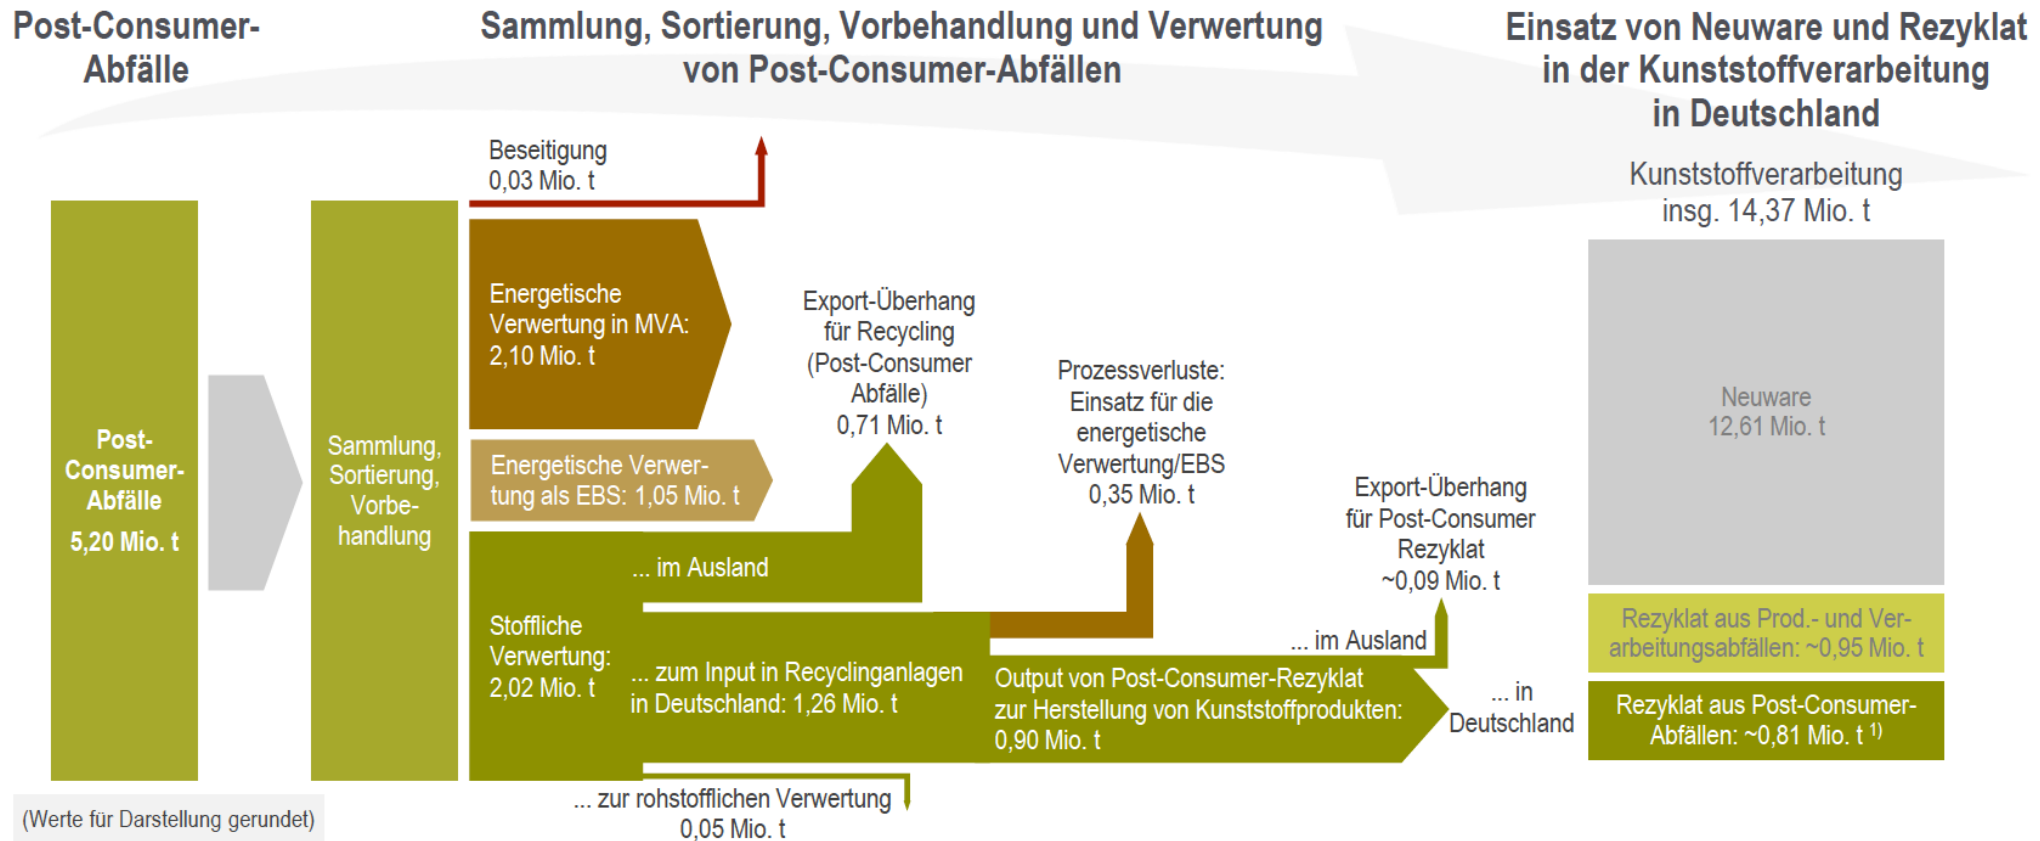 Post-Consumer-
Abfälle
Sammlung, Sortierung, Vorbehandlung und Verwertung
von Post-Consumer-Abfällen
Einsatz von Neuware und Rezyklat
in der Kunststoffverarbeitung
in Deutschland
Post-
Consumer-
Abfälle
5,20 Mio. t
Sammlung,
Sortierung,
Vorbe-
handlung
Beseitigung
0,03 Mio. t
Energetische
Verwertung in MVA:
2,10 Mio. t
Energetische Verwer-
tung als EBS: 1,05 Mio. t
Stoffliche
Verwertung:
2,02 Mio. t
... im Ausland
Export-Überhang
für Recycling
(Post-Consumer
Abfälle)
0,71 Mio. t
... zum Input in Recyclinganlagen
in Deutschland: 1,26 Mio. t
... zur rohstofflichen Verwertung
0,05 Mio. t
Prozessverluste:
Einsatz für die
energetische
Verwertung/EBS
0,35 Mio. t
Output von Post-Consumer-Rezyklat
zur Herstellung von Kunststoffprodukten:
0,90 Mio. t
... im Ausland
Export-Überhang
für Post-Consumer
Rezyklat
~0,09 Mio. t
... in
Deutschland
Kunststoffverarbeitung
insg. 14,37 Mio. t
Neuware
12,61 Mio. t
Rezyklat aus Prod.- und Ver-
arbeitungsabfällen: ~0,95 Mio. t
Rezyklat aus Post-Consumer-
Abfällen: ~0,81 Mio. t 1)
(Werte für Darstellung gerundet)